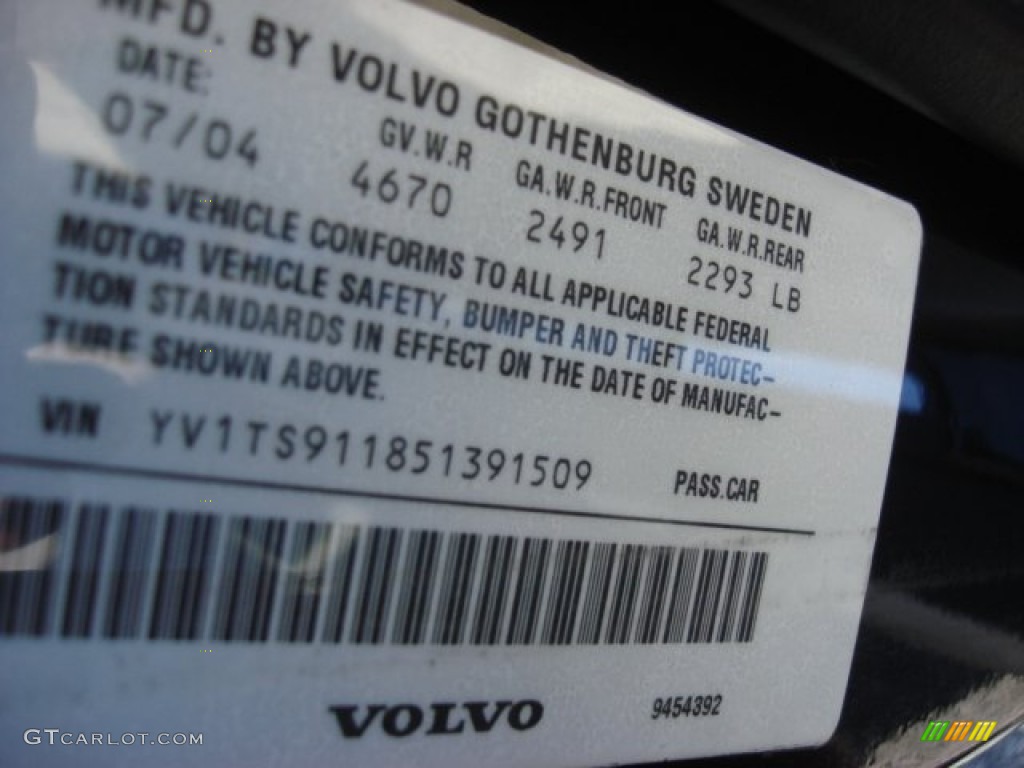 MFD. BY VOLVO GOTHENBURG SWEDEN
DATE: GV.W.R GA.W.R.FRONT GA.W.R.REAR
07/04 4670 2491 2293 LB
THIS VEHICLE CONFORMS TO ALL APPLICABLE FEDERAL
MOTOR VEHICLE SAFETY, BUMPER AND THEFT PROTEC-
TION STANDARDS IN EFFECT ON THE DATE OF MANUFAC-
TURE SHOWN ABOVE.
VIN YV1TS911851391509 PASS.CAR
VOLVO 9454392
GTCARLOT.COM